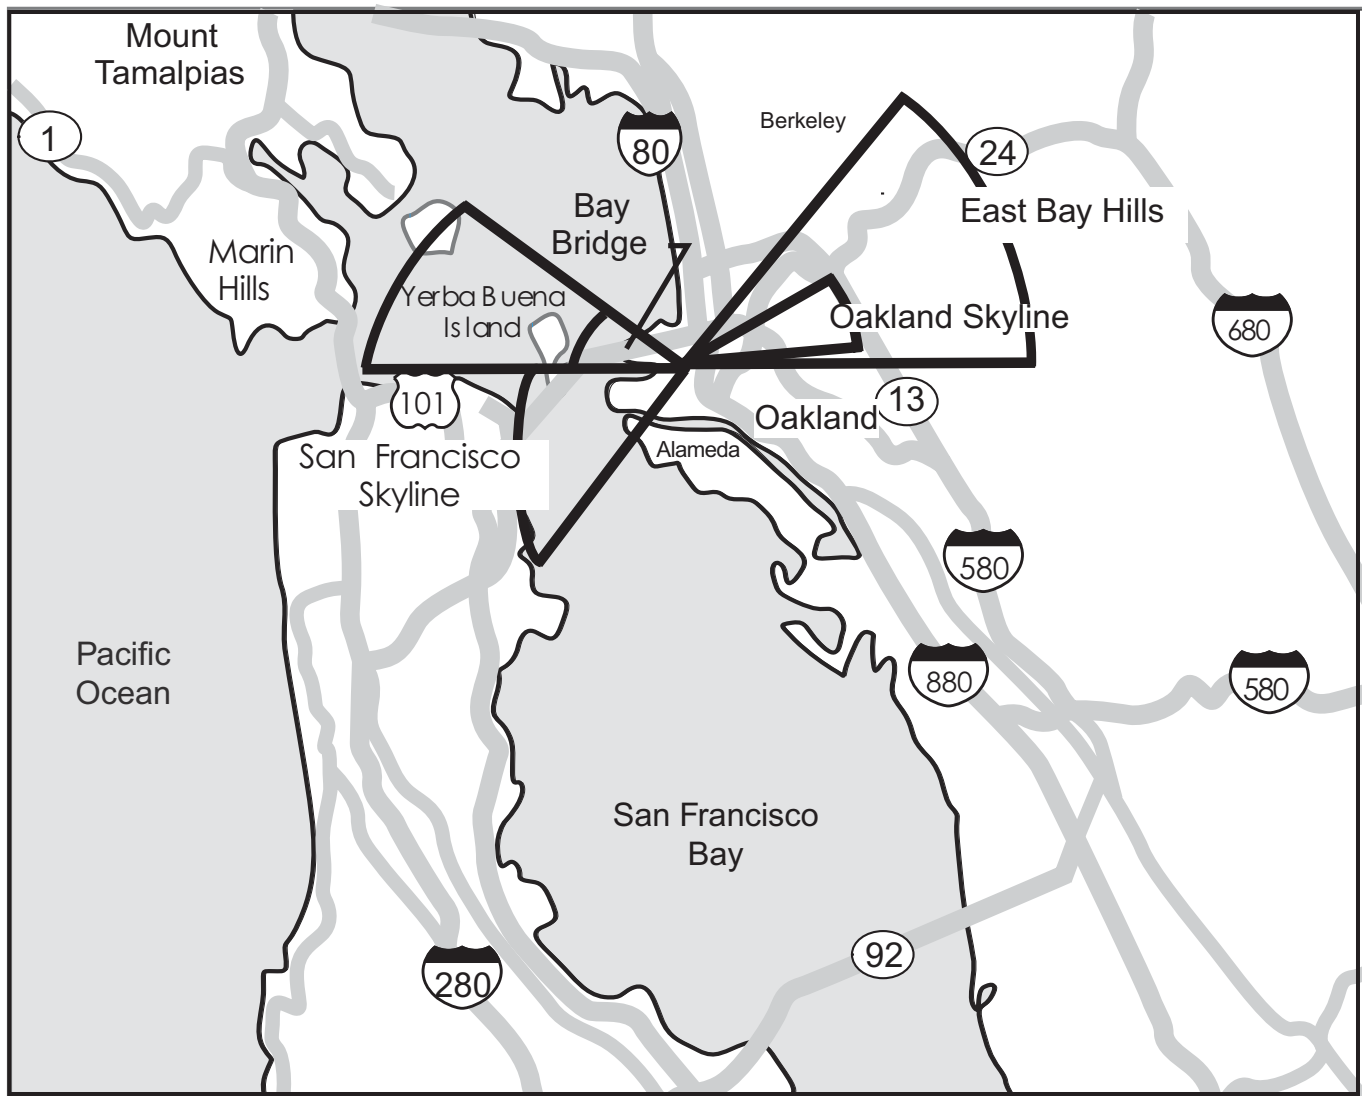 Mount
Tamalpias
1
80
Berkeley
24
Bay
Bridge
East Bay Hills
Marin
Hills
Yerba Buena
Island
Oakland Skyline
680
101
13
Oakland
San Francisco
Skyline
Alameda
580
Pacific
Ocean
880
580
San Francisco
Bay
92
280